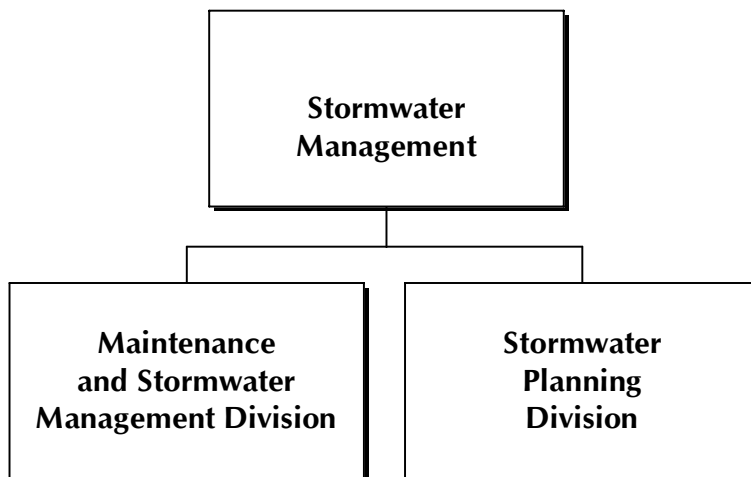 Stormwater
Management
Maintenance
and Stormwater
Management Division
Stormwater
Planning
Division